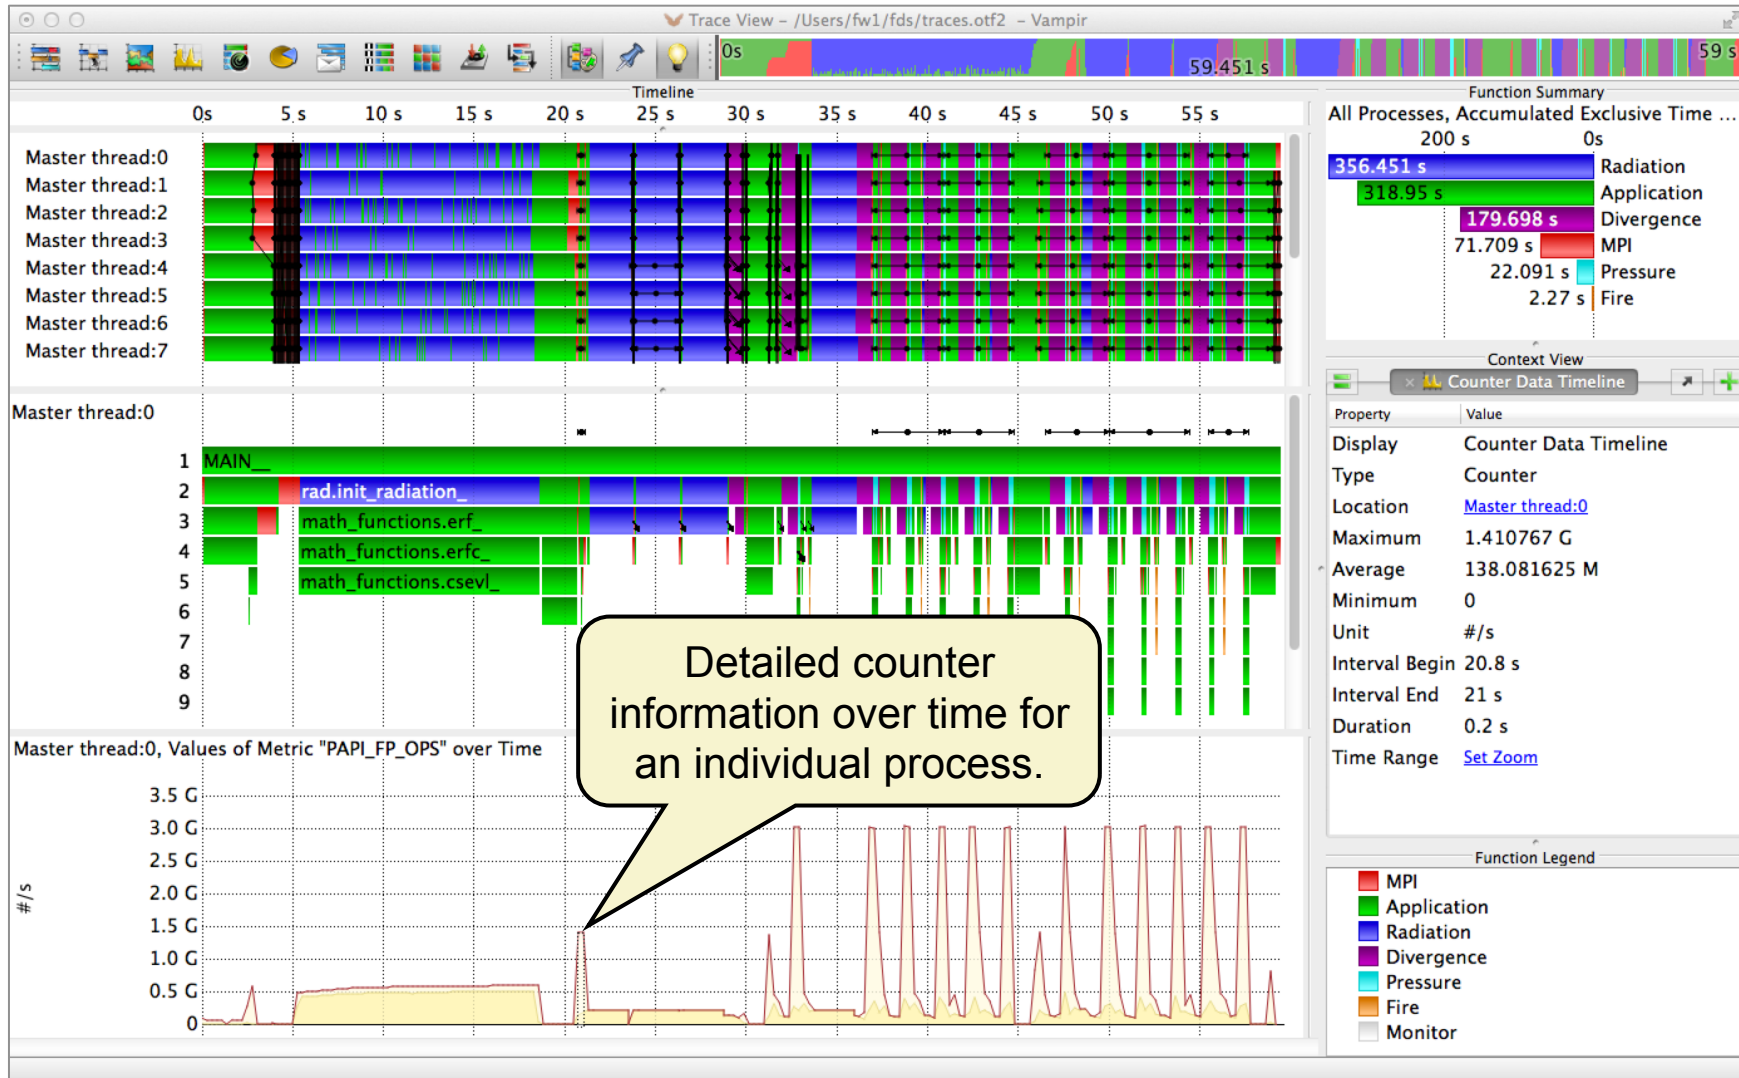 Trace View – /Users/fw1/fds/traces.otf2 – Vampir
0s
59.451 s
59 s
Timeline
0s 5 s 10 s 15 s 20 s 25 s 30 s 35 s 40 s 45 s 50 s 55 s
Master thread:0
Master thread:1
Master thread:2
Master thread:3
Master thread:4
Master thread:5
Master thread:6
Master thread:7
Master thread:0
1 MAIN__
2 rad.init_radiation_
3 math_functions.erf_
4 math_functions.erfc_
5 math_functions.csevl_
6
7
8
9
Detailed counter
information over time for
an individual process.
Master thread:0, Values of Metric "PAPI_FP_OPS" over Time
3.5 G
3.0 G
2.5 G
2.0 G
1.5 G
1.0 G
0.5 G
0
#/s
Function Summary
All Processes, Accumulated Exclusive Time ...
200 s 0s
356.451 s Radiation
318.95 s Application
179.698 s Divergence
71.709 s MPI
22.091 s Pressure
2.27 s Fire
Context View
Counter Data Timeline
Property Value
Display Counter Data Timeline
Type Counter
Location Master thread:0
Maximum 1.410767 G
Average 138.081625 M
Minimum 0
Unit #/s
Interval Begin 20.8 s
Interval End 21 s
Duration 0.2 s
Time Range Set Zoom
Function Legend
MPI
Application
Radiation
Divergence
Pressure
Fire
Monitor